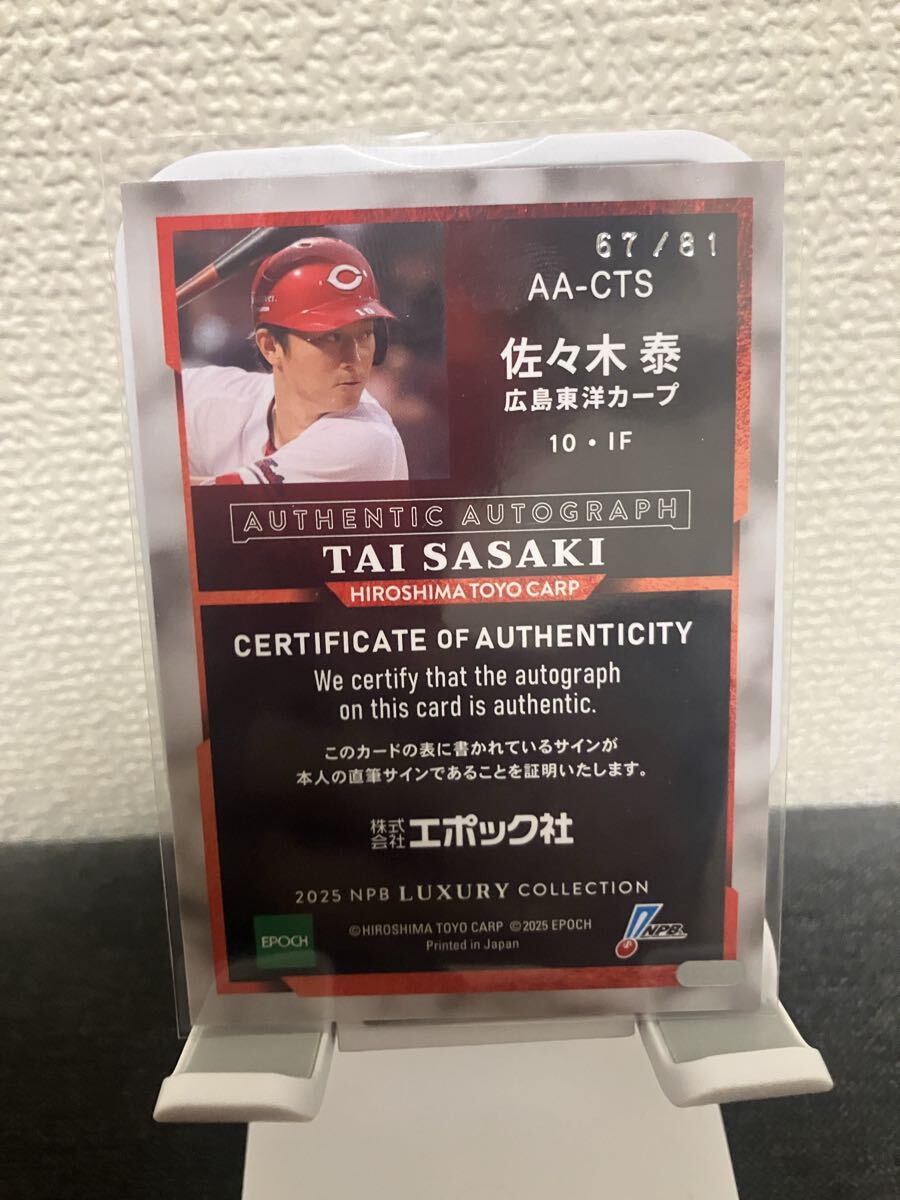 67/81
AA-CTS
佐々木 泰
広島東洋カープ
10・IF
AUTHENTIC AUTOGRAPH
TAI SASAKI
HIROSHIMA TOYO CARP
CERTIFICATE OF AUTHENTICITY
We certify that the autograph
on this card is authentic.
このカードの表に書かれているサインが
本人の直筆サインであることを証明いたします。
株式会社エポック社
2025 NPB LUXURY COLLECTION
©HIROSHIMA TOYO CARP ©2025 EPOCH
Printed in Japan
EPOCH
NPB
C
10